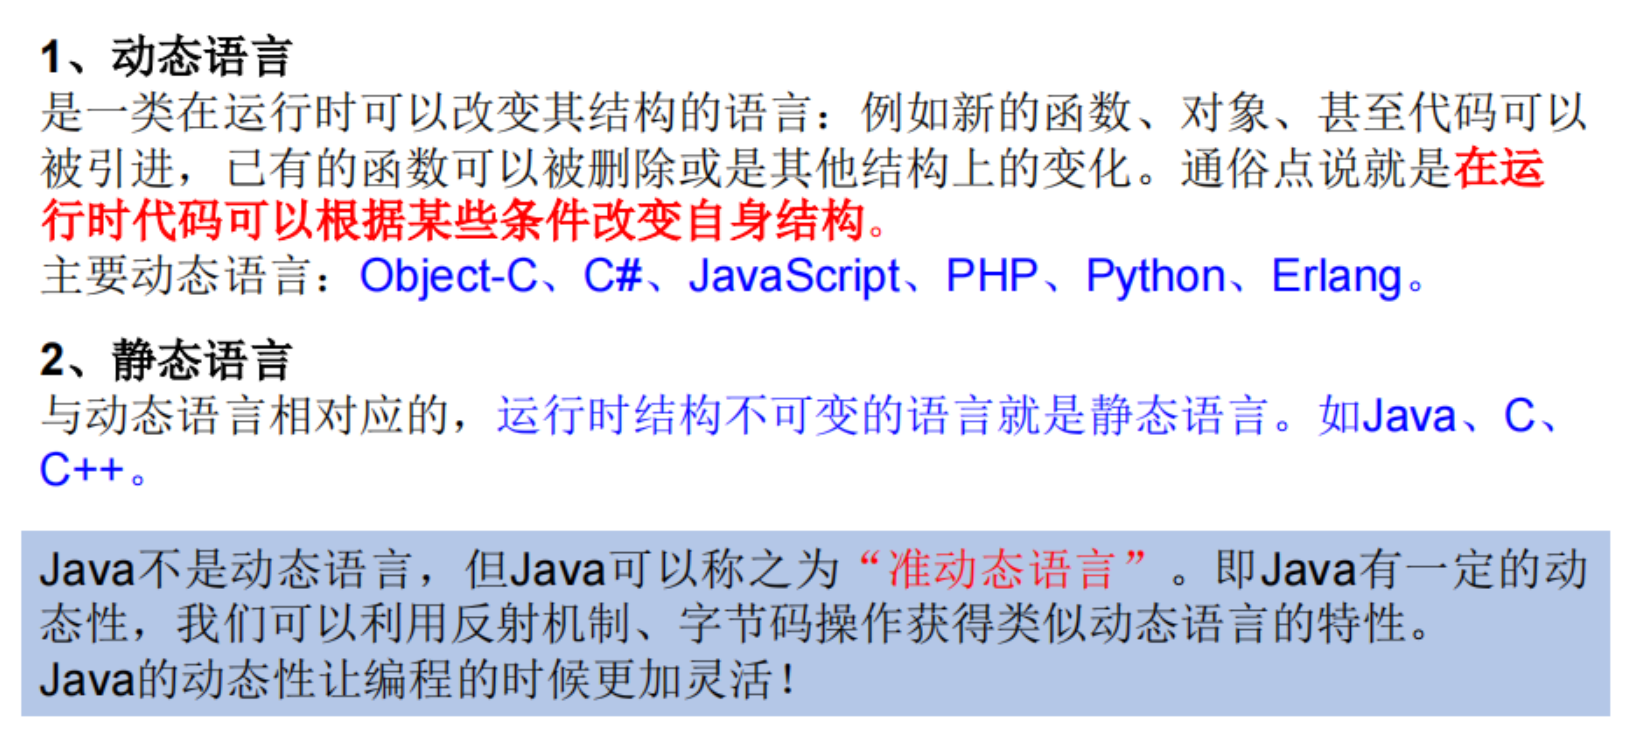 1、动态语言
是一类在运行时可以改变其结构的语言：例如新的函数、对象、甚至代码可以
被引进，已有的函数可以被删除或是其他结构上的变化。通俗点说就是在运
行时代码可以根据某些条件改变自身结构。
主要动态语言：Object-C、C#、JavaScript、PHP、Python、Erlang。
2、静态语言
与动态语言相对应的，运行时结构不可变的语言就是静态语言。如Java、C、
C++。
Java不是动态语言，但Java可以称之为“准动态语言”。即Java有一定的动
态性，我们可以利用反射机制、字节码操作获得类似动态语言的特性。
Java的动态性让编程的时候更加灵活！